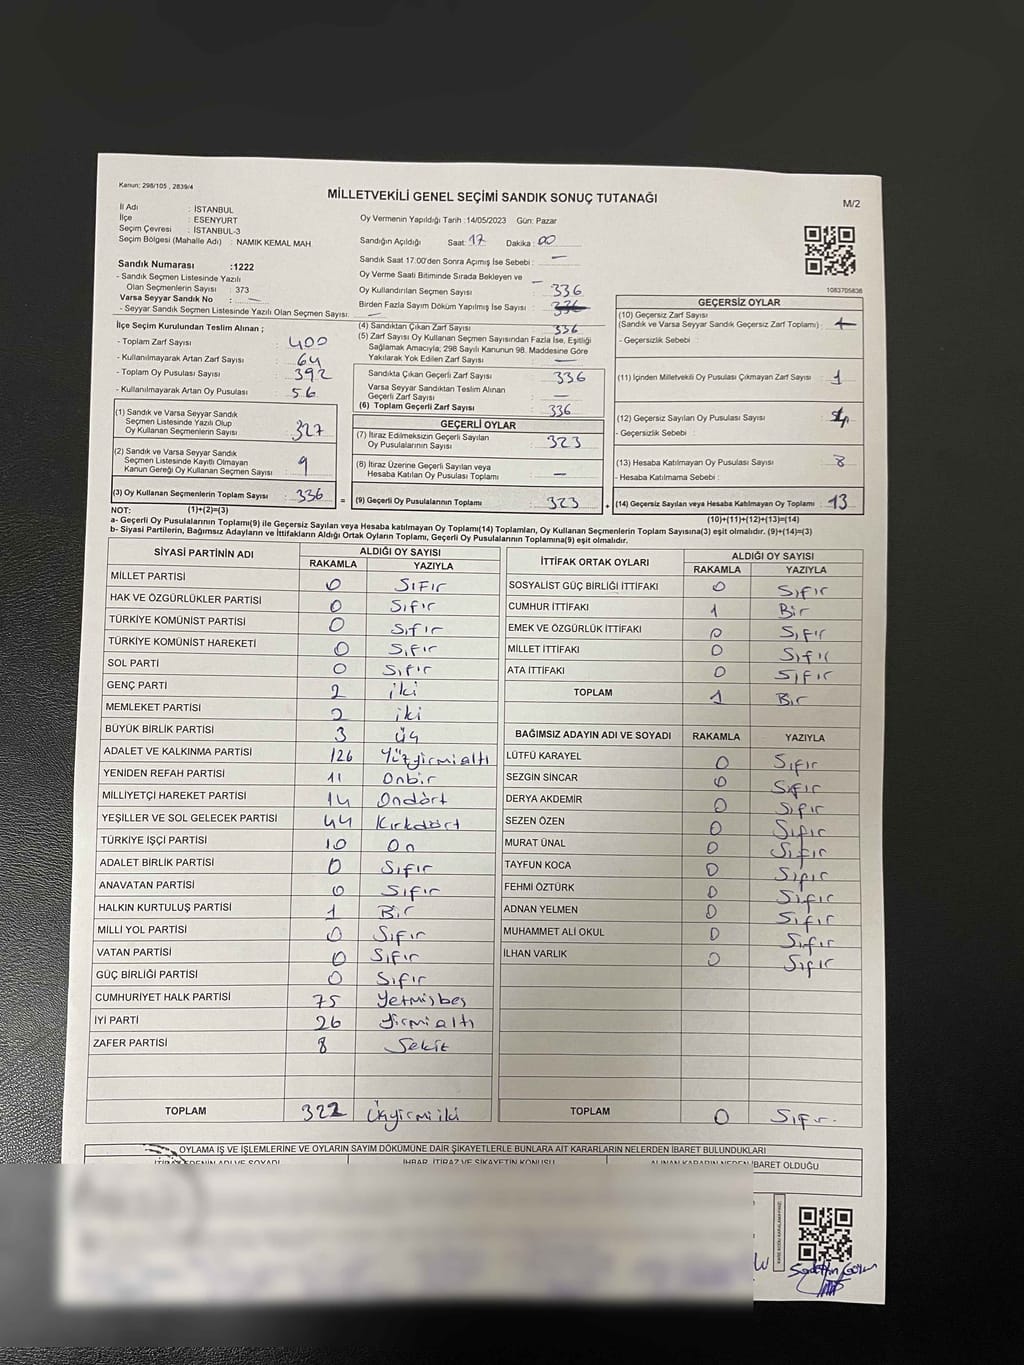 Kanun; 298/105 , 2839/4
MİLLETVEKİLİ GENEL SEÇİMİ SANDIK SONUÇ TUTANAĞI
M/2
İl Adı : İSTANBUL
İlçe : ESENYURT
Seçim Çevresi : İSTANBUL-3
Seçim Bölgesi (Mahalle Adı) : NAMIK KEMAL MAH
Oy Vermenin Yapıldığı Tarih :14/05/2023 Gün: Pazar
Sandığın Açıldığı Saat : 17 Dakika : 00
Sandık Saat 17:00'den Sonra Açımış İse Sebebi : —
Oy Verme Saati Bitiminde Sırada Bekleyen ve
Oy Kullandırılan Seçmen Sayısı : 336
Birden Fazla Sayım Döküm Yapılmış İse Sayısı : 336
1083705836
Sandık Numarası :1222
- Sandık Seçmen Listesinde Yazılı
Olan Seçmenlerin Sayısı : 373
Varsa Seyyar Sandık No : —
- Seyyar Sandık Seçmen Listesinde Yazılı Olan Seçmen Sayısı: —
İlçe Seçim Kurulundan Teslim Alınan ;
- Toplam Zarf Sayısı : 400
- Kullanılmayarak Artan Zarf Sayısı : 64
- Toplam Oy Pusulası Sayısı : 392
- Kullanılmayarak Artan Oy Pusulası : 56
(1) Sandık ve Varsa Seyyar Sandık
Seçmen Listesinde Yazılı Olup
Oy Kullanan Seçmenlerin Sayısı : 327
(2) Sandık ve Varsa Seyyar Sandık
Seçmen Listesinde Kayıtlı Olmayan
Kanun Gereği Oy Kullanan Seçmen Sayısı : 9
(3) Oy Kullanan Seçmenlerin Toplam Sayısı : 336
(4) Sandıktan Çıkan Zarf Sayısı : 336
(5) Zarf Sayısı Oy Kullanan Seçmen Sayısından Fazla İse, Eşitliği
Sağlamak Amacıyla; 298 Sayılı Kanunun 98. Maddesine Göre
Yakılarak Yok Edilen Zarf Sayısı : —
Sandıkta Çıkan Geçerli Zarf Sayısı : 336
Varsa Seyyar Sandıktan Teslim Alınan
Geçerli Zarf Sayısı : —
(6) Toplam Geçerli Zarf Sayısı : 336
GEÇERLİ OYLAR
(7) İtiraz Edilmeksizin Geçerli Sayılan
Oy Pusulalarının Sayısı : 323
(8) İtiraz Üzerine Geçerli Sayılan veya
Hesaba Katılan Oy Pusulası Toplamı : —
= (9) Geçerli Oy Pusulalarının Toplamı : 323
GEÇERSİZ OYLAR
(10) Geçersiz Zarf Sayısı
(Sandık ve Varsa Seyyar Sandık Geçersiz Zarf Toplamı) :
- Geçersizlik Sebebi :
(11) İçinden Milletvekili Oy Pusulası Çıkmayan Zarf Sayısı : 1
(12) Geçersiz Sayılan Oy Pusulası Sayısı :
- Geçersizlik Sebebi :
(13) Hesaba Katılmayan Oy Pusulası Sayısı : 8
- Hesaba Katılmama Sebebi :
+ (14) Geçersiz Sayılan veya Hesaba Katılmayan Oy Toplamı : 13
NOT: (1)+(2)=(3)
(10)+(11)+(12)+(13)=(14)
a- Geçerli Oy Pusulalarının Toplamı(9) ile Geçersiz Sayılan veya Hesaba katılmayan Oy Toplamı(14) Toplamları, Oy Kullanan Seçmenlerin Toplam Sayısına(3) eşit olmalıdır. (9)+(14)=(3)
b- Siyasi Partilerin, Bağımsız Adayların ve İttifakların Aldığı Ortak Oyların Toplamı, Geçerli Oy Pusulalarının Toplamına(9) eşit olmalıdır.
SİYASİ PARTİNİN ADI ALDIĞI OY SAYISI
RAKAMLA YAZIYLA
MİLLET PARTİSİ 0 Sıfır
HAK VE ÖZGÜRLÜKLER PARTİSİ 0 Sıfır
TÜRKİYE KOMÜNİST PARTİSİ 0 Sıfır
TÜRKİYE KOMÜNİST HAREKETİ 0 Sıfır
SOL PARTİ 0 Sıfır
GENÇ PARTİ 2 iki
MEMLEKET PARTİSİ 2 iki
BÜYÜK BİRLİK PARTİSİ 3 üç
ADALET VE KALKINMA PARTİSİ 126 Yüzyirmialtı
YENİDEN REFAH PARTİSİ 11 Onbir
MİLLİYETÇİ HAREKET PARTİSİ 14 Ondört
YEŞİLLER VE SOL GELECEK PARTİSİ 44 Kırkdört
TÜRKİYE İŞÇİ PARTİSİ 10 On
ADALET BİRLİK PARTİSİ 0 Sıfır
ANAVATAN PARTİSİ 0 Sıfır
HALKIN KURTULUŞ PARTİSİ 1 Bir
MİLLİ YOL PARTİSİ 0 Sıfır
VATAN PARTİSİ 0 Sıfır
GÜÇ BİRLİĞİ PARTİSİ 0 Sıfır
CUMHURİYET HALK PARTİSİ 75 Yetmişbeş
İYİ PARTİ 26 Yirmialtı
ZAFER PARTİSİ 8 Sekiz
TOPLAM 322 Üçyirmiiki
İTTİFAK ORTAK OYLARI ALDIĞI OY SAYISI
RAKAMLA YAZIYLA
SOSYALİST GÜÇ BİRLİĞİ İTTİFAKI 0 Sıfır
CUMHUR İTTİFAKI 1 Bir
EMEK VE ÖZGÜRLÜK İTTİFAKI 0 Sıfır
MİLLET İTTİFAKI 0 Sıfır
ATA İTTİFAKI 0 Sıfır
TOPLAM 1 Bir
BAĞIMSIZ ADAYIN ADI VE SOYADI RAKAMLA YAZIYLA
LÜTFÜ KARAYEL 0 Sıfır
SEZGİN SİNCAR 0 Sıfır
DERYA AKDEMİR 0 Sıfır
SEZEN ÖZEN 0 Sıfır
MURAT ÜNAL 0 Sıfır
TAYFUN KOCA 0 Sıfır
FEHMİ ÖZTÜRK 0 Sıfır
ADNAN YELMEN 0 Sıfır
MUHAMMET ALİ OKUL 0 Sıfır
İLHAN VARLIK 0 Sıfır
TOPLAM 0 Sıfır
OYLAMA İŞ VE İŞLEMLERİNE VE OYLARIN SAYIM DÖKÜMÜNE DAİR ŞİKAYETLERLE BUNLARA AİT KARARLARIN NELERDEN İBARET BULUNDUKLARI
İHBAR, İTİRAZ VE ŞİKAYETİN KONUSU
ALINAN KARARIN NEDEN İBARET OLDUĞU